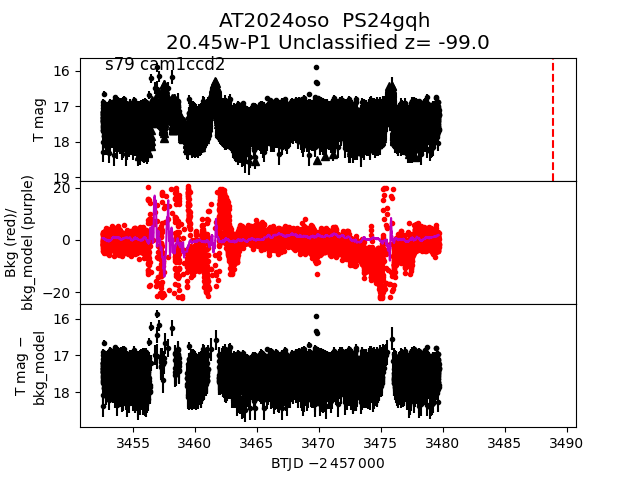 AT2024oso  PS24gqh
20.45w-P1 Unclassified z= -99.0
s79 cam1ccd2
16
17
18
19
T mag
20
0
−20
Bkg (red)/
bkg_model (purple)
16
17
18
T mag −
bkg_model
3455 3460 3465 3470 3475 3480 3485 3490
BTJD −2 457 000